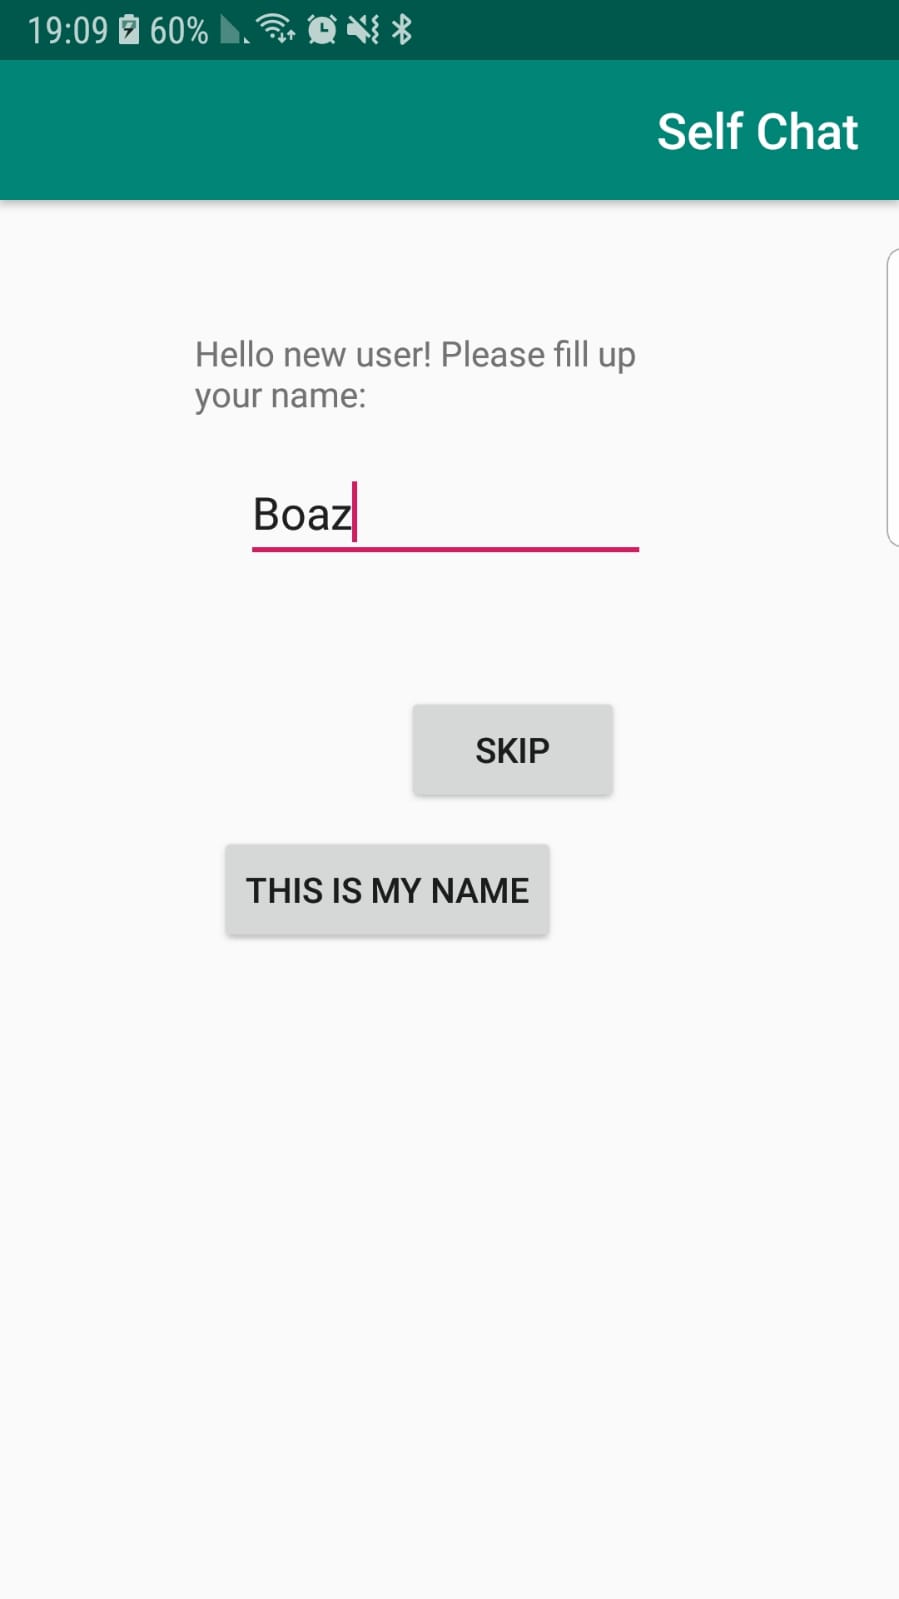 19:09 60%
Self Chat
Hello new user! Please fill up
your name:
Boaz
SKIP
THIS IS MY NAME